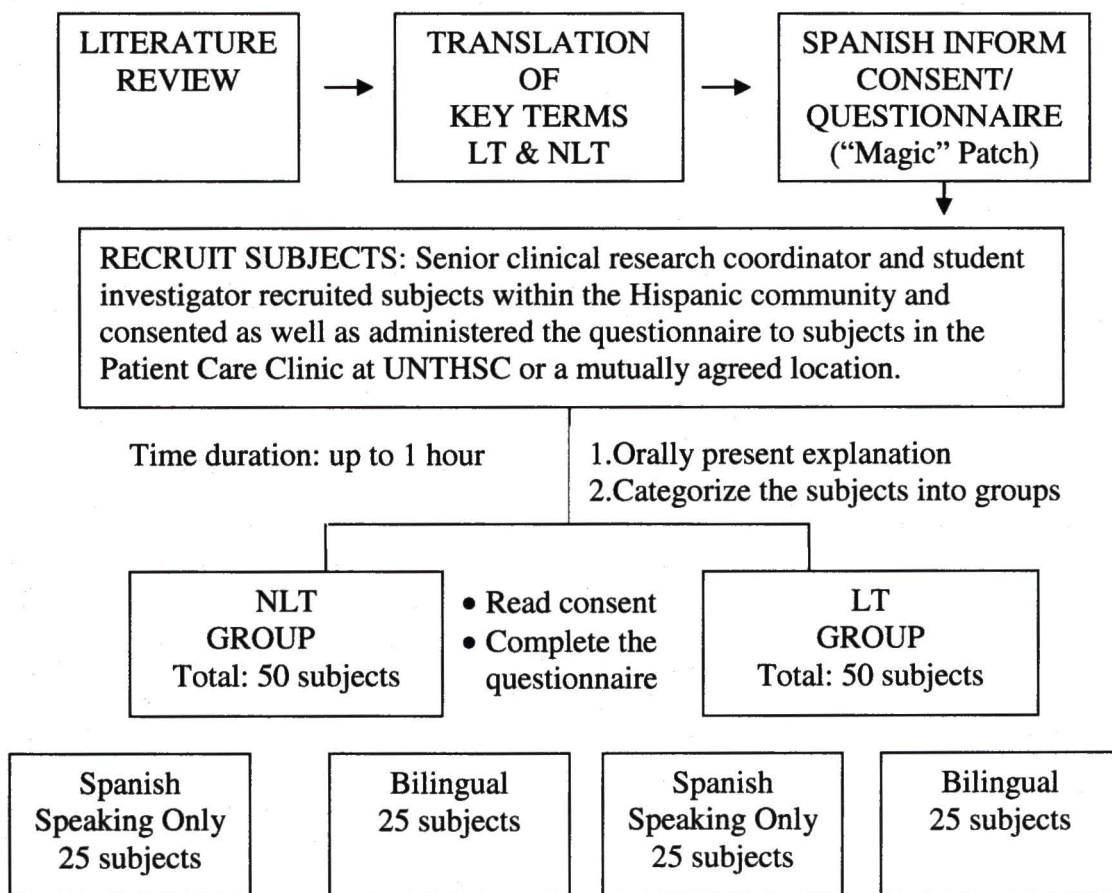 LITERATURE
REVIEW
TRANSLATION
OF
KEY TERMS
LT & NLT
SPANISH INFORM
CONSENT/
QUESTIONNAIRE
(“Magic” Patch)
RECRUIT SUBJECTS: Senior clinical research coordinator and student
investigator recruited subjects within the Hispanic community and
consented as well as administered the questionnaire to subjects in the
Patient Care Clinic at UNTHSC or a mutually agreed location.
Time duration: up to 1 hour
1.Orally present explanation
2.Categorize the subjects into groups
NLT
GROUP
Total: 50 subjects
• Read consent
• Complete the
questionnaire
LT
GROUP
Total: 50 subjects
Spanish
Speaking Only
25 subjects
Bilingual
25 subjects
Spanish
Speaking Only
25 subjects
Bilingual
25 subjects